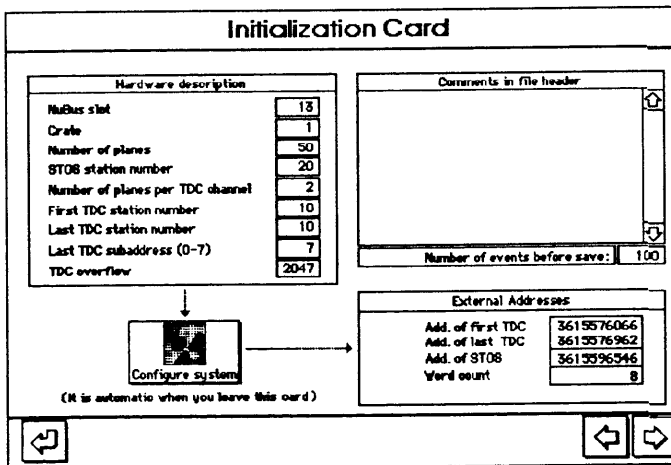 Initialization Card
Hardware description
NuBus slot 13
Crate 1
Number of planes 50
STOS station number 20
Number of planes per TDC channel 2
First TDC station number 10
Last TDC station number 10
Last TDC subaddress (0-7) 7
TDC overflow 2047
Configure system
(It is automatic when you leave this card)
Comments in file header
Number of events before save: 100
External Addresses
Add. of first TDC 3615576066
Add. of last TDC 3615576962
Add. of STOS 3615596546
Word count 8